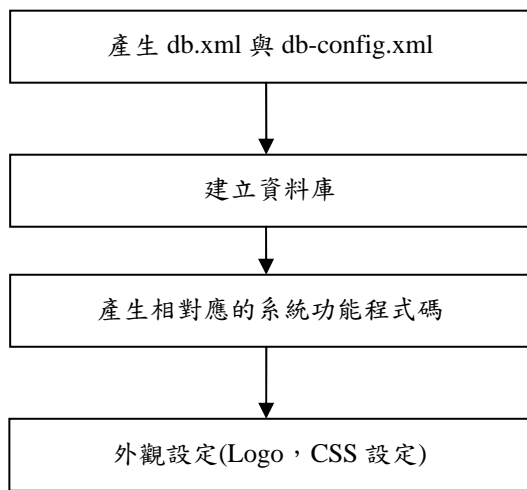 產生 db.xml 與 db-config.xml
建立資料庫
產生相對應的系統功能程式碼
外觀設定(Logo，CSS 設定)